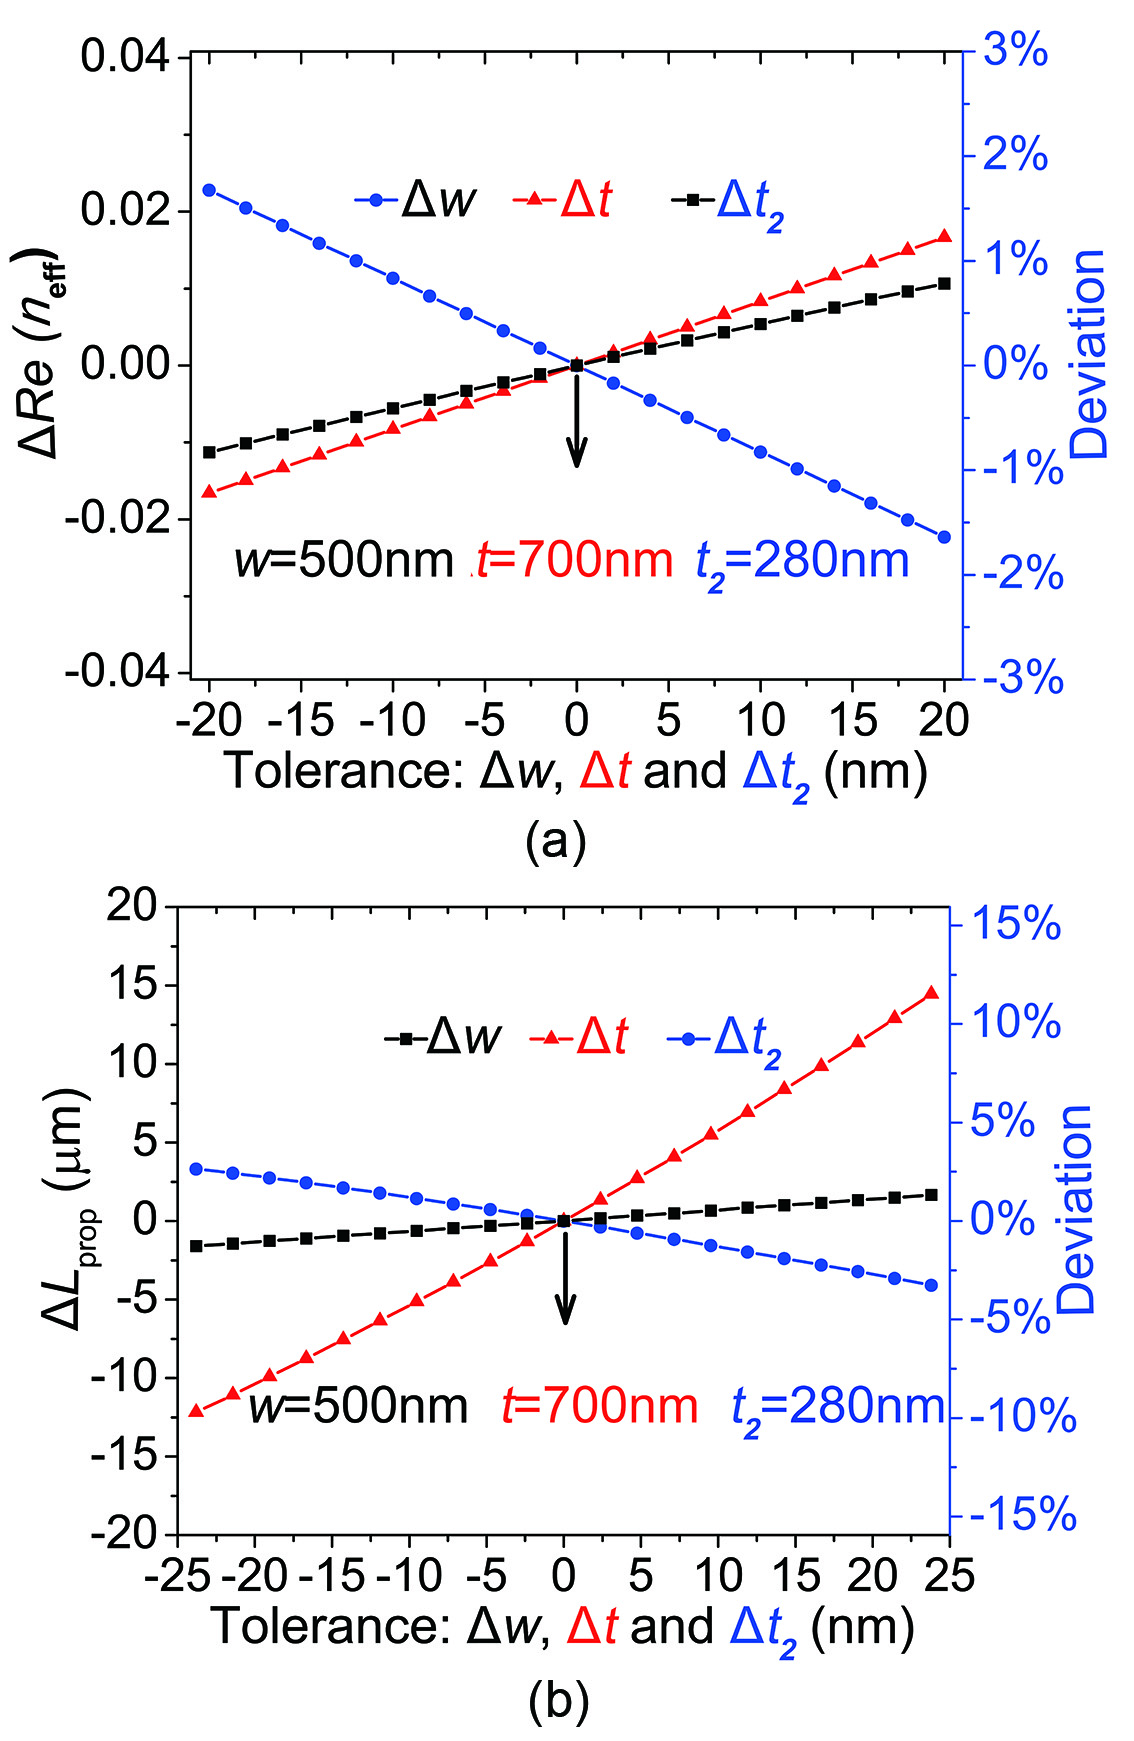 0.04
0.02
0.00
-0.02
-0.04
ΔRe (neff)
3%
2%
1%
0%
-1%
-2%
-3%
Deviation
Δw Δt Δt2
w=500nm t=700nm t2=280nm
-20 -15 -10 -5 0 5 10 15 20
Tolerance: Δw, Δt and Δt2 (nm)
(a)
20
15
10
5
0
-5
-10
-15
-20
ΔLprop (μm)
15%
10%
5%
0%
-5%
-10%
-15%
Deviation
Δw Δt Δt2
w=500nm t=700nm t2=280nm
-25 -20 -15 -10 -5 0 5 10 15 20 25
Tolerance: Δw, Δt and Δt2 (nm)
(b)